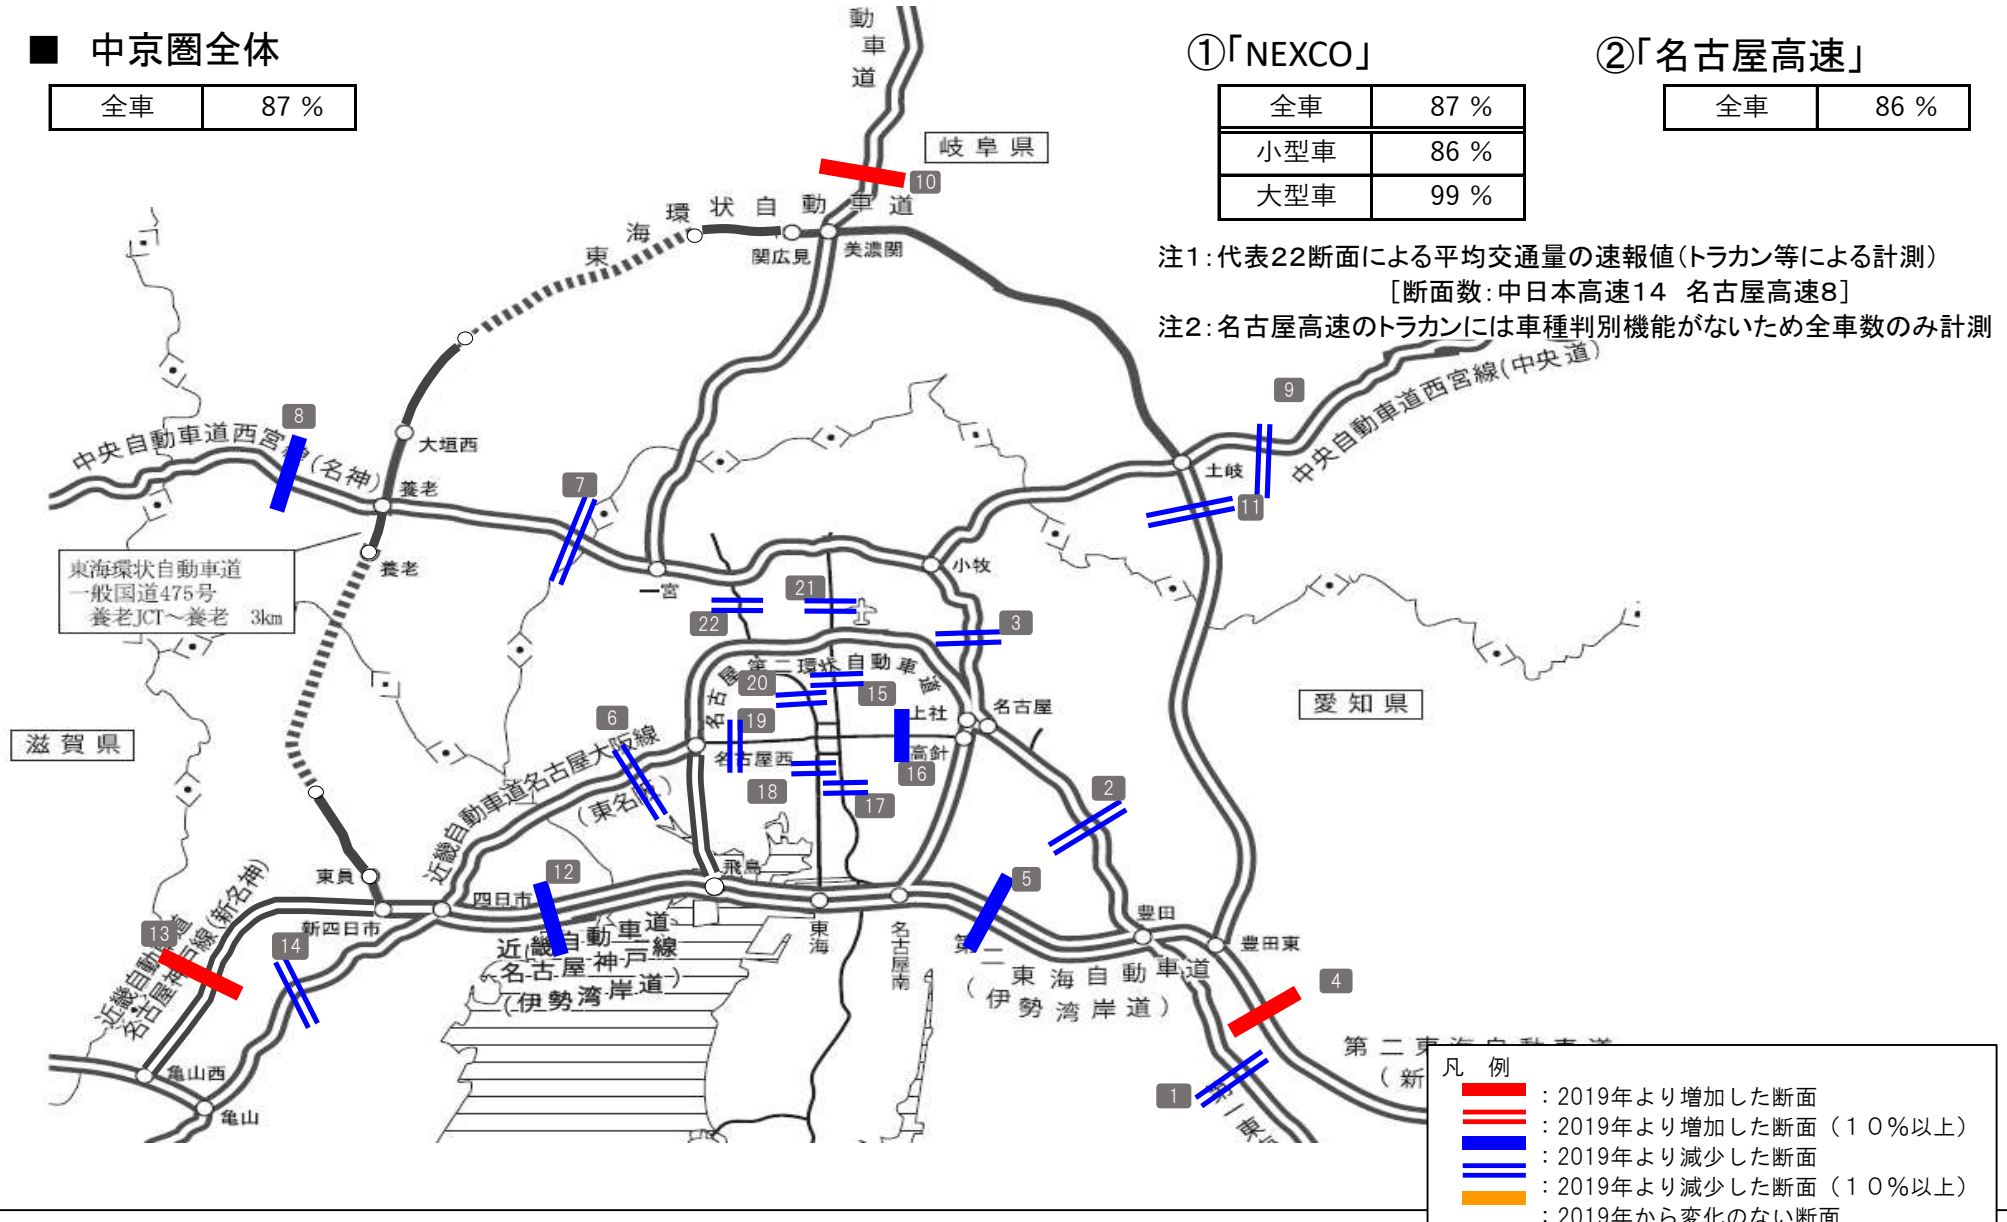 ■ 中京圏全体
全車 87 %
①「NEXCO」
全車 87 %
小型車 86 %
大型車 99 %
②「名古屋高速」
全車 86 %
注1：代表22断面による平均交通量の速報値（トラカン等による計測）
［断面数：中日本高速14 名古屋高速8］
注2：名古屋高速のトラカンには車種判別機能がないため全車数のみ計測
動車道
岐阜県
10
東海環状自動車道
関広見
美濃関
9
中央自動車道西宮線(中央道)
8
中央自動車道西宮線(名神)
大垣西
養老
7
土岐
11
養老
東海環状自動車道
一般国道475号
養老JCT～養老 3km
一宮
小牧
21
22
3
名古屋第二環状自動車道
20
15
19
上社
名古屋
愛知県
滋賀県
6
名古屋西
高針
16
近畿自動車道名古屋大阪線
(東名阪)
18
17
2
飛島
東員
12
5
四日市
新四日市
豊田
豊田東
13
近畿自動車道
名古屋神戸線(新名神)
14
近畿自動車道
名古屋神戸線
(伊勢湾岸道)
東海
名古屋南
第二東海自動車道
(伊勢湾岸道)
4
第二東海自動車道
(新
1
第一東
亀山西
亀山
凡 例
：2019年より増加した断面
：2019年より増加した断面（１０％以上）
：2019年より減少した断面
：2019年より減少した断面（１０％以上）
：2019年から変化のない断面